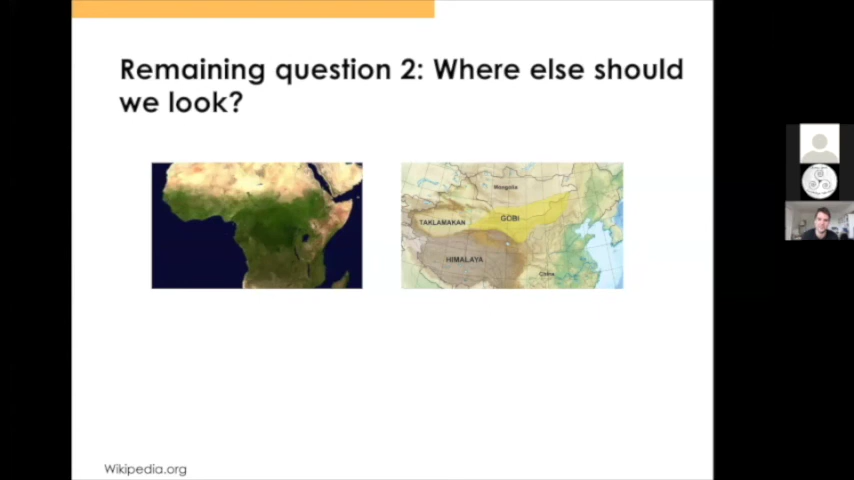 Remaining question 2: Where else should
we look?
Mongolia
TAKLAMAKAN
GOBI
HIMALAYA
China
Wikipedia.org